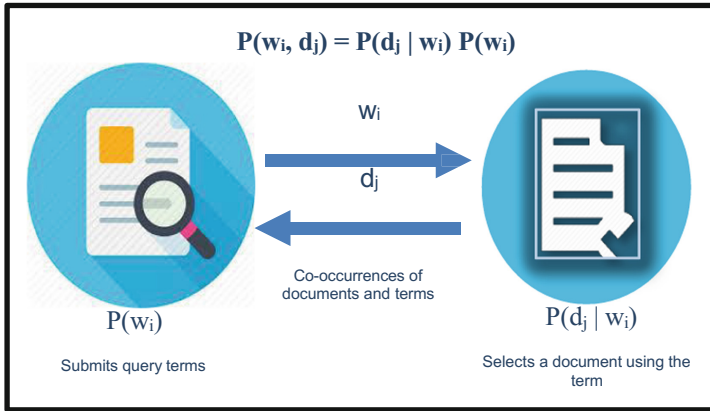 P(wi, dj) = P(dj | wi) P(wi)
wi
dj
Co-occurrences of
documents and terms
P(wi)
P(dj | wi)
Submits query terms
Selects a document using the
term